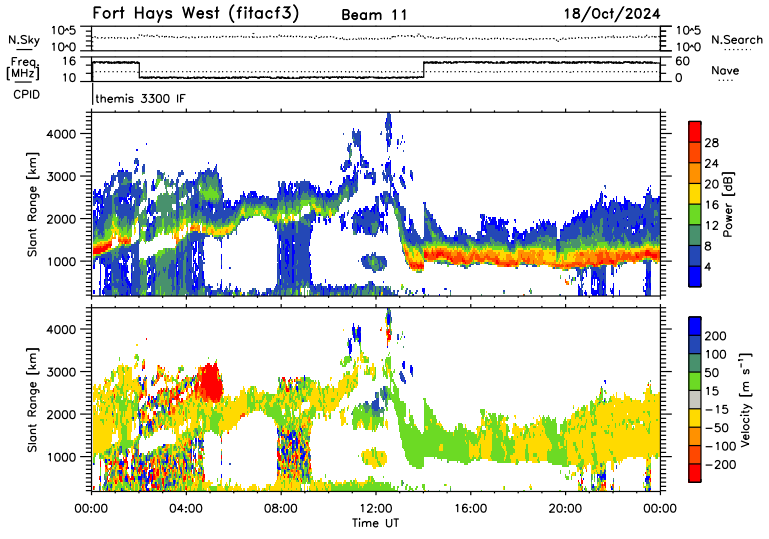 Fort Hays West (fitacf3) Beam 11 18/Oct/2024
N.Sky 10^5 10^0 10^5 10^0 N.Search
Freq. [MHz] 16 10 60 0 Nave
CPID themis 3300 IF
Slant Range [km]
4000
3000
2000
1000
28
24
20
16
12
8
4
Power [dB]
Slant Range [km]
4000
3000
2000
1000
200
100
50
15
−15
−50
−100
−200
Velocity [m s⁻¹]
00:00 04:00 08:00 12:00 16:00 20:00 00:00
Time UT